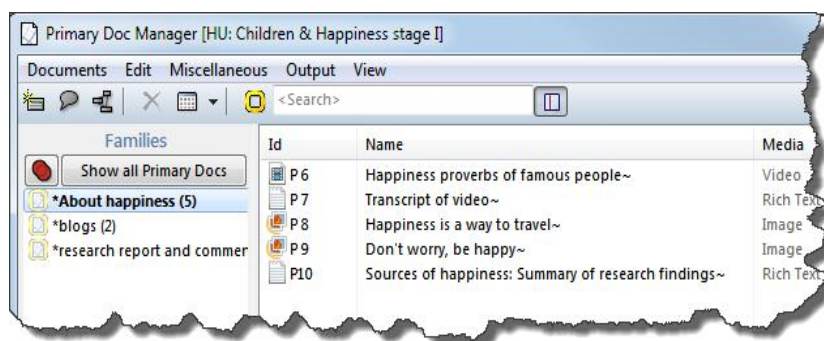 Primary Doc Manager [HU: Children & Happiness stage I]
Documents Edit Miscellaneous Output View
<Search>
Families
Show all Primary Docs
*About happiness (5)
*blogs (2)
*research report and commer
Id Name Media
P 6 Happiness proverbs of famous people~ Video
P 7 Transcript of video~ Rich Text
P 8 Happiness is a way to travel~ Image
P 9 Don't worry, be happy~ Image
P10 Sources of happiness: Summary of research findings~ Rich Text